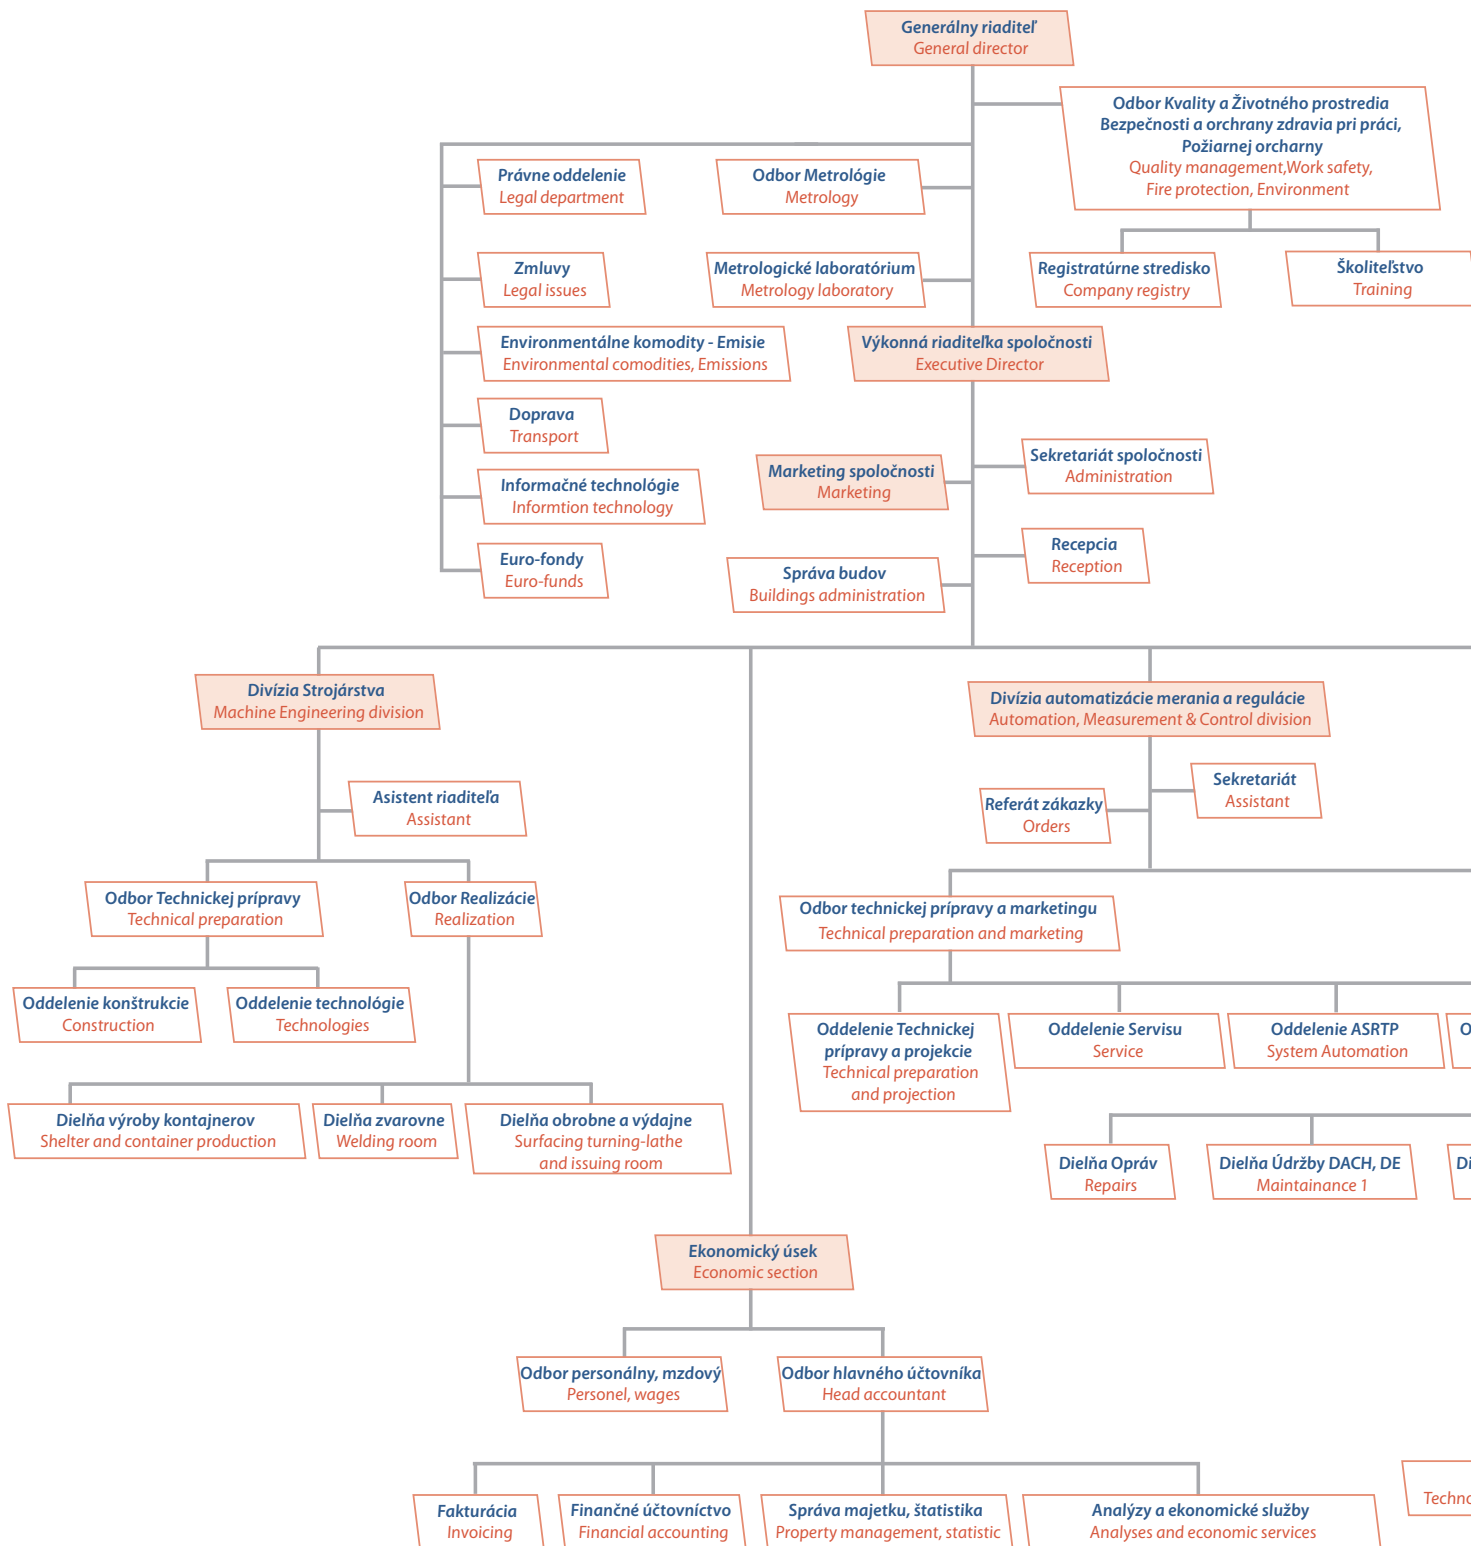 Generálny riaditeľ
General director
Odbor Kvality a Životného prostredia
Bezpečnosti a orchrany zdravia pri práci,
Požiarnej orcharny
Quality management,Work safety,
Fire protection, Environment
Právne oddelenie
Legal department
Odbor Metrológie
Metrology
Zmluvy
Legal issues
Metrologické laboratórium
Metrology laboratory
Registratúrne stredisko
Company registry
Školiteľstvo
Training
Environmentálne komodity - Emisie
Environmental comodities, Emissions
Výkonná riaditeľka spoločnosti
Executive Director
Doprava
Transport
Sekretariát spoločnosti
Administration
Marketing spoločnosti
Marketing
Informačné technológie
Informtion technology
Recepcia
Reception
Euro-fondy
Euro-funds
Správa budov
Buildings administration
Divízia Strojárstva
Machine Engineering division
Divízia automatizácie merania a regulácie
Automation, Measurement & Control division
Asistent riaditeľa
Assistant
Referát zákazky
Orders
Sekretariát
Assistant
Odbor Technickej prípravy
Technical preparation
Odbor Realizácie
Realization
Odbor technickej prípravy a marketingu
Technical preparation and marketing
Oddelenie konštrukcie
Construction
Oddelenie technológie
Technologies
Oddelenie Technickej
prípravy a projekcie
Technical preparation
and projection
Oddelenie Servisu
Service
Oddelenie ASRTP
System Automation
O
Dielňa výroby kontajnerov
Shelter and container production
Dielňa zvarovne
Welding room
Dielňa obrobne a výdajne
Surfacing turning-lathe
and issuing room
Dielňa Opráv
Repairs
Dielňa Údržby DACH, DE
Maintainance 1
Di
Ekonomický úsek
Economic section
Odbor personálny, mzdový
Personel, wages
Odbor hlavného účtovníka
Head accountant
Fakturácia
Invoicing
Finančné účtovníctvo
Financial accounting
Správa majetku, štatistika
Property management, statistic
Analýzy a ekonomické služby
Analyses and economic services
Techno